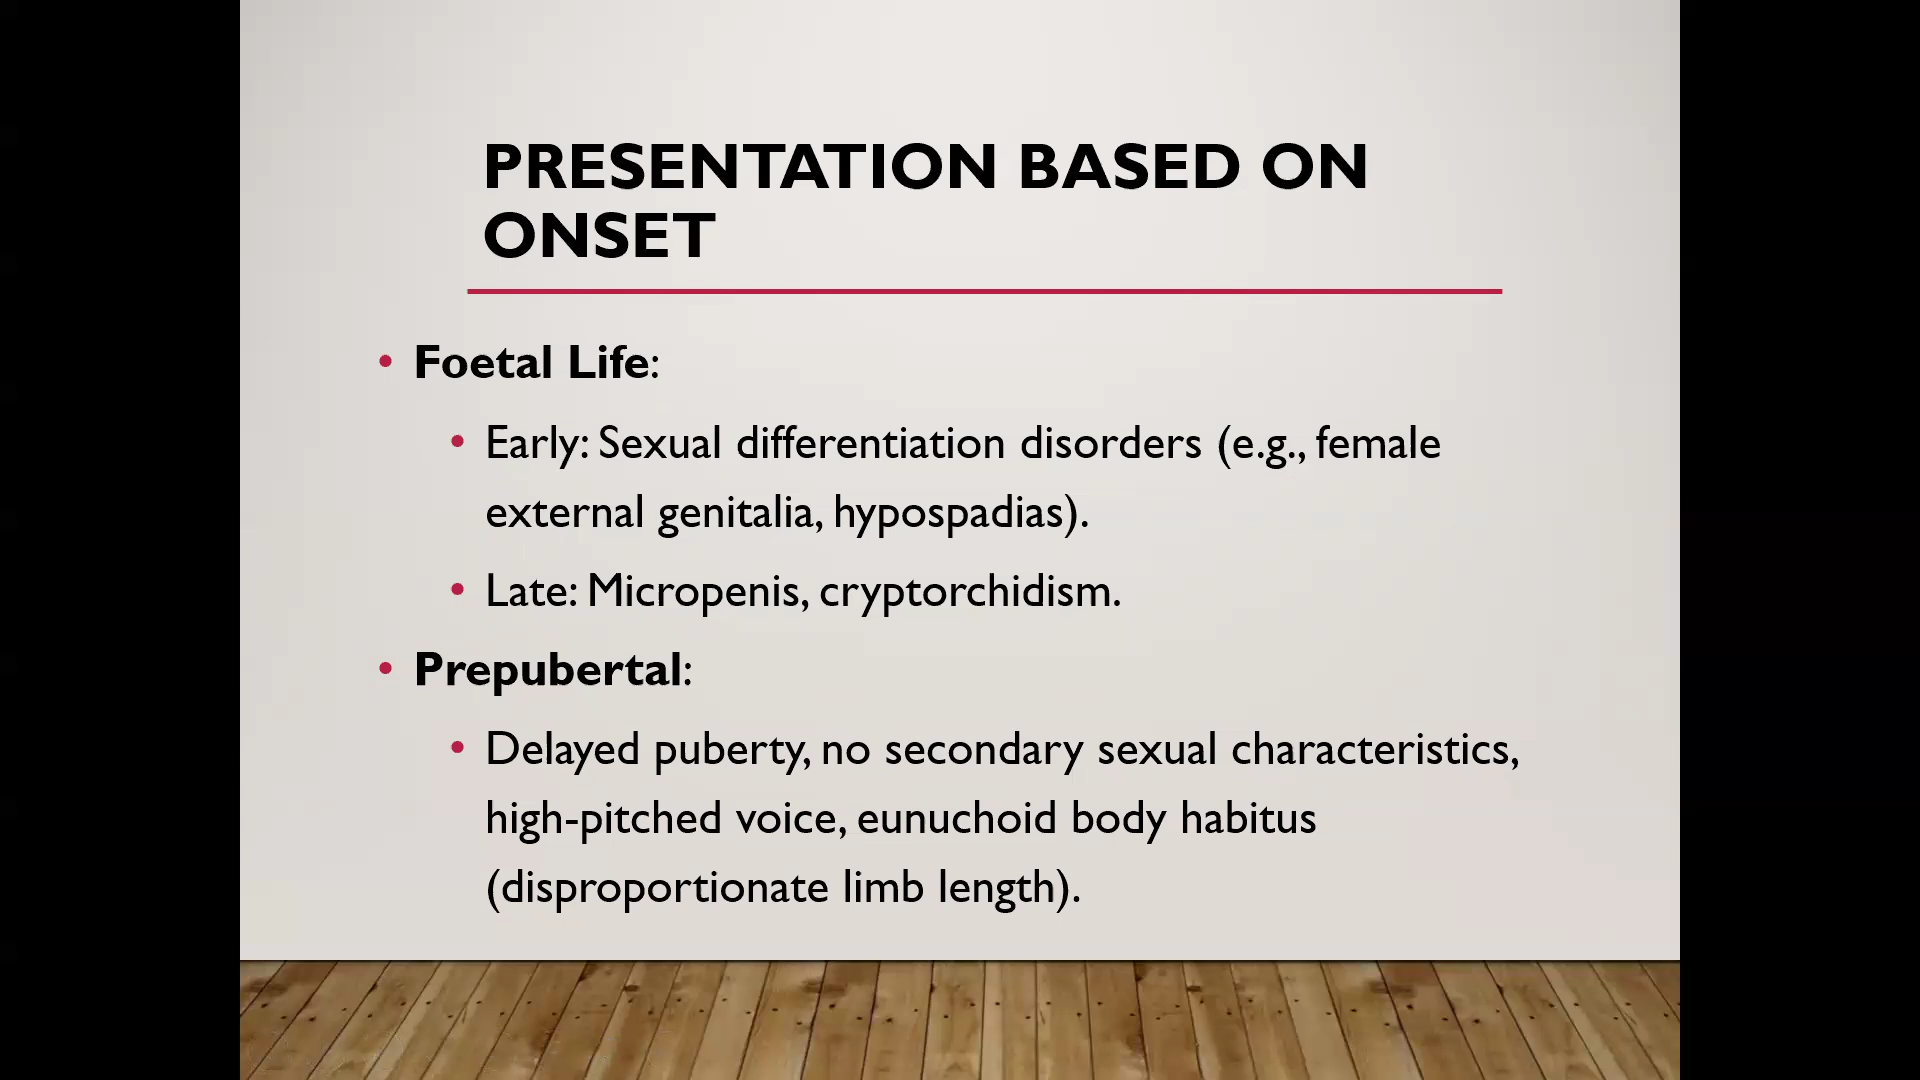 PRESENTATION BASED ON
ONSET
• Foetal Life:
• Early: Sexual differentiation disorders (e.g., female
external genitalia, hypospadias).
• Late: Micropenis, cryptorchidism.
• Prepubertal:
• Delayed puberty, no secondary sexual characteristics,
high-pitched voice, eunuchoid body habitus
(disproportionate limb length).